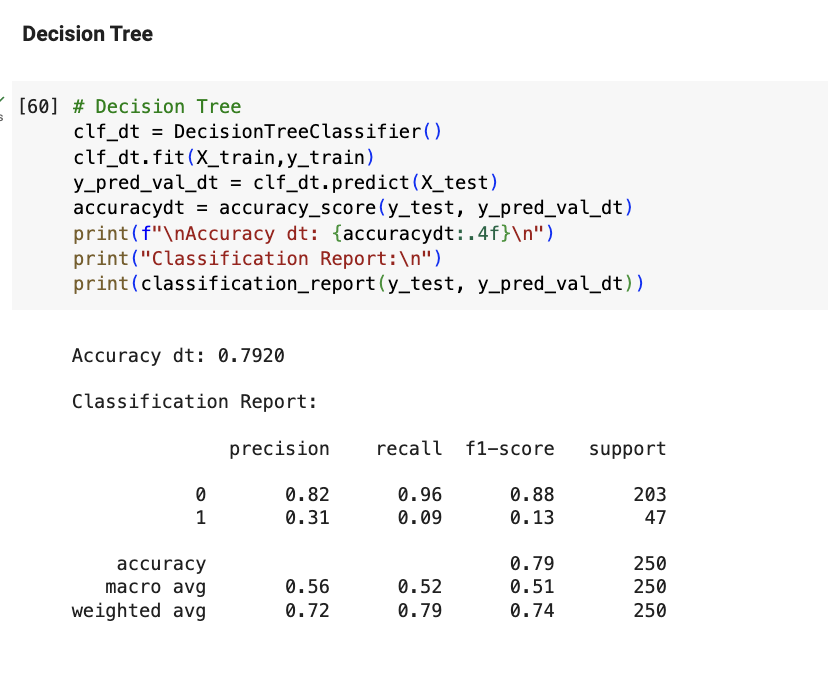 Decision Tree
[60] # Decision Tree
clf_dt = DecisionTreeClassifier()
clf_dt.fit(X_train,y_train)
y_pred_val_dt = clf_dt.predict(X_test)
accuracydt = accuracy_score(y_test, y_pred_val_dt)
print(f"\nAccuracy dt: {accuracydt:.4f}\n")
print("Classification Report:\n")
print(classification_report(y_test, y_pred_val_dt))
Accuracy dt: 0.7920
Classification Report:
precision recall f1-score support
0 0.82 0.96 0.88 203
1 0.31 0.09 0.13 47
accuracy 0.79 250
macro avg 0.56 0.52 0.51 250
weighted avg 0.72 0.79 0.74 250